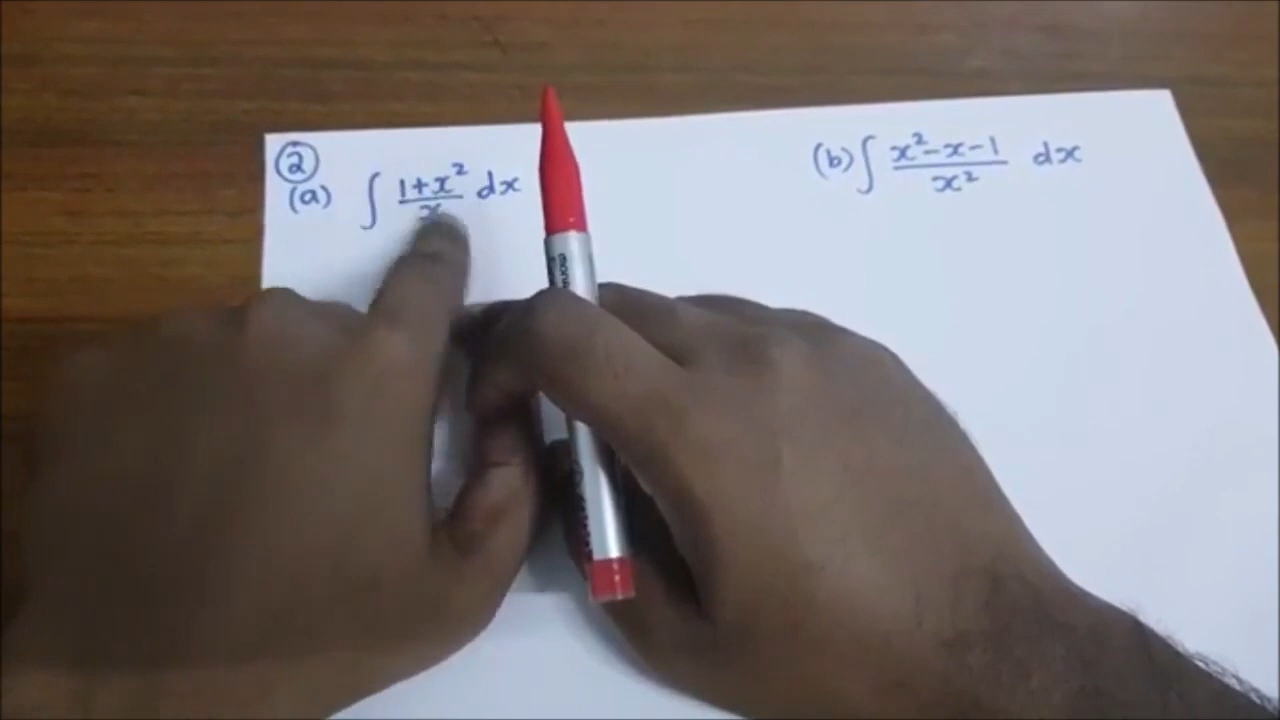 ②
(a) ∫ (1+x²)/x dx
(b) ∫ (x²-x-1)/x² dx